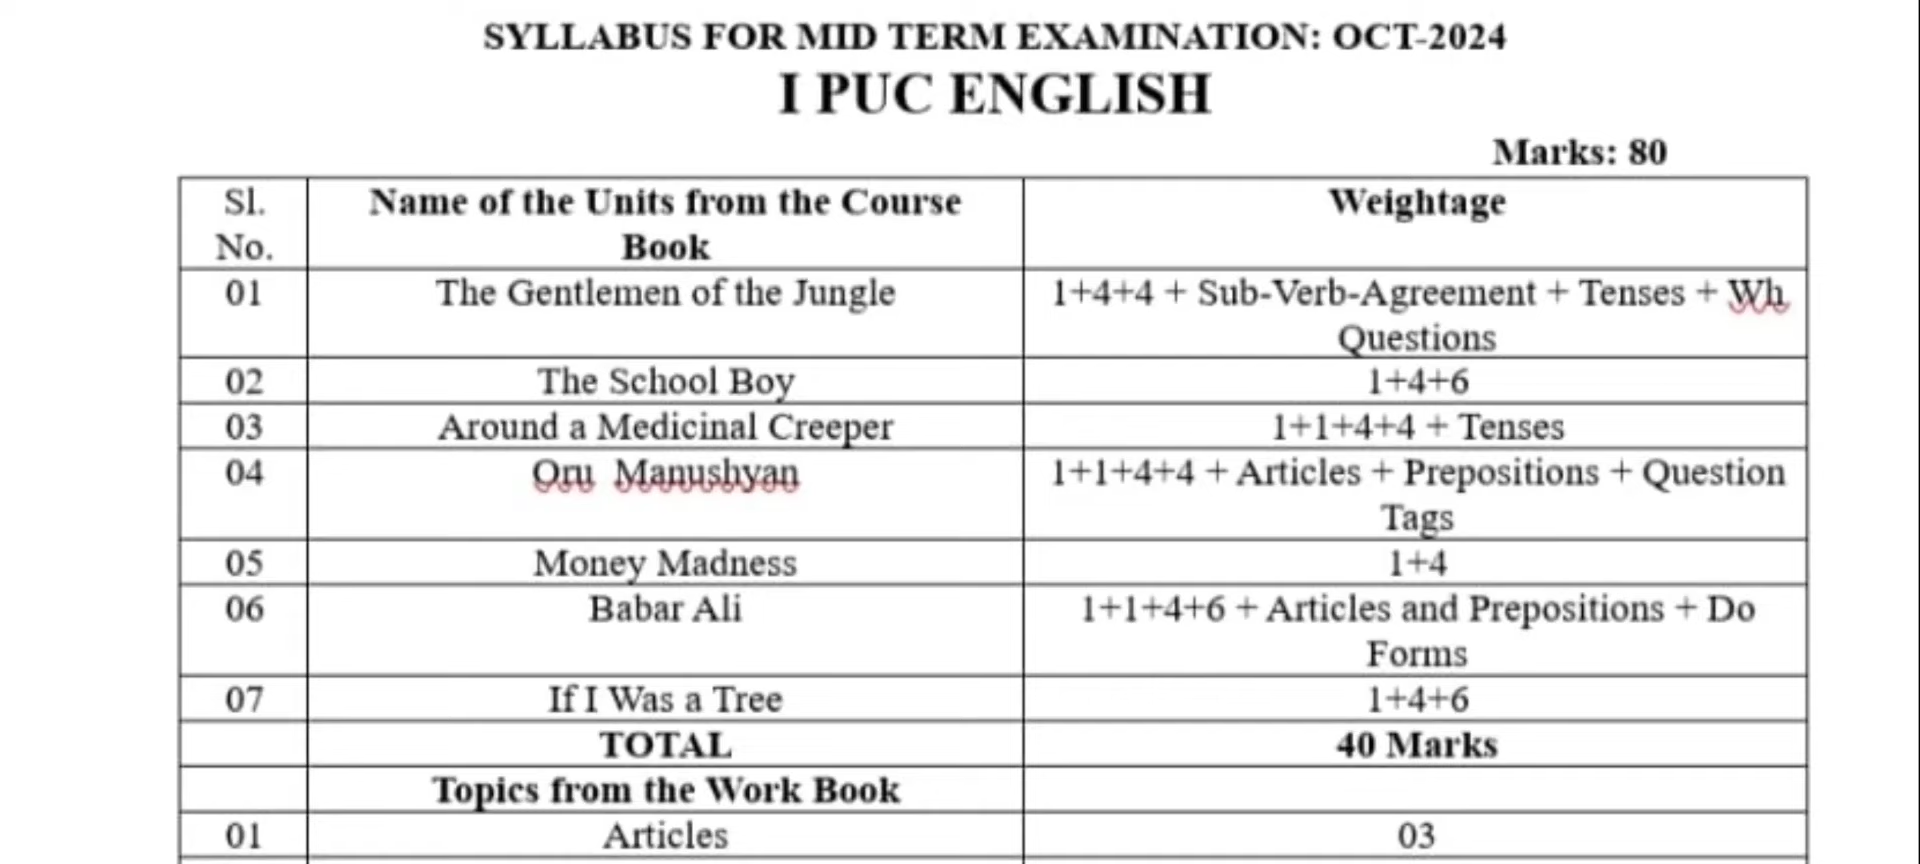 SYLLABUS FOR MID TERM EXAMINATION: OCT-2024
I PUC ENGLISH
Marks: 80
Sl. No.
Name of the Units from the Course Book
Weightage
01 The Gentlemen of the Jungle 1+4+4 + Sub-Verb-Agreement + Tenses + Wh Questions
02 The School Boy 1+4+6
03 Around a Medicinal Creeper 1+1+4+4 + Tenses
04 Oru Manushyan 1+1+4+4 + Articles + Prepositions + Question Tags
05 Money Madness 1+4
06 Babar Ali 1+1+4+6 + Articles and Prepositions + Do Forms
07 If I Was a Tree 1+4+6
TOTAL 40 Marks
Topics from the Work Book
01 Articles 03